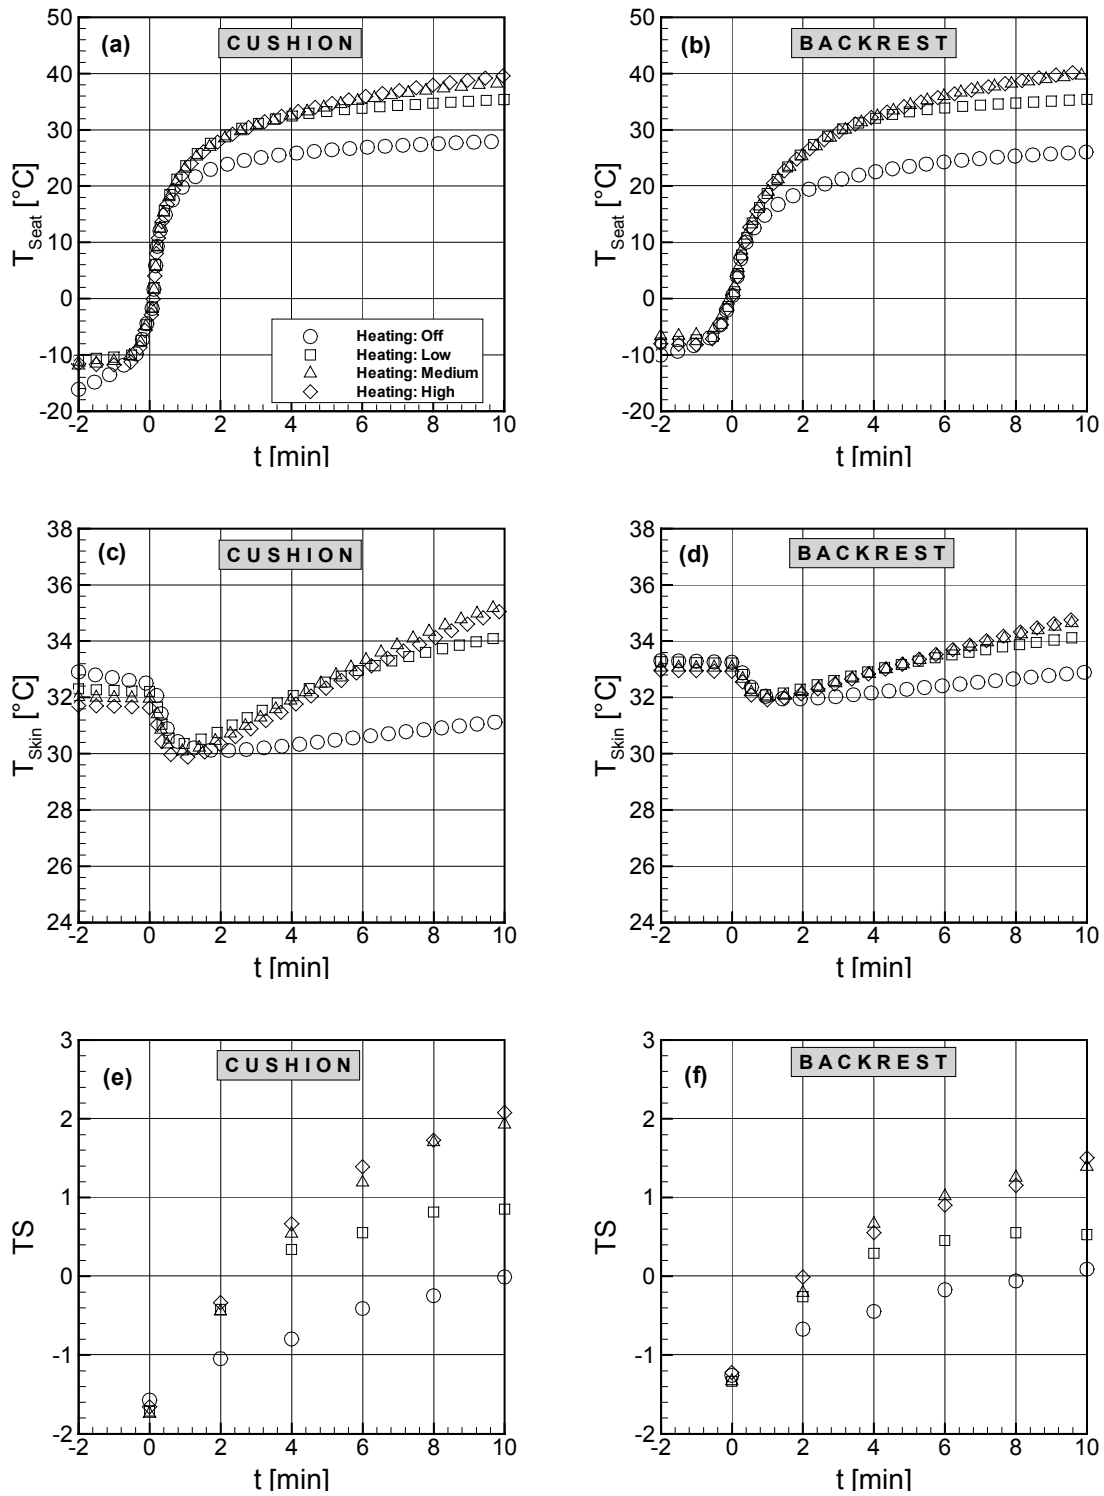 (a)
CUSHION
50
40
30
20
10
0
-10
-20
T_Seat [°C]
Heating: Off
Heating: Low
Heating: Medium
Heating: High
-2 0 2 4 6 8 10
t [min]
(b)
BACKREST
50
40
30
20
10
0
-10
-20
T_Seat [°C]
-2 0 2 4 6 8 10
t [min]
(c)
CUSHION
38
36
34
32
30
28
26
24
T_Skin [°C]
-2 0 2 4 6 8 10
t [min]
(d)
BACKREST
38
36
34
32
30
28
26
24
T_Skin [°C]
-2 0 2 4 6 8 10
t [min]
(e)
CUSHION
3
2
1
0
-1
-2
TS
-2 0 2 4 6 8 10
t [min]
(f)
BACKREST
3
2
1
0
-1
-2
TS
-2 0 2 4 6 8 10
t [min]